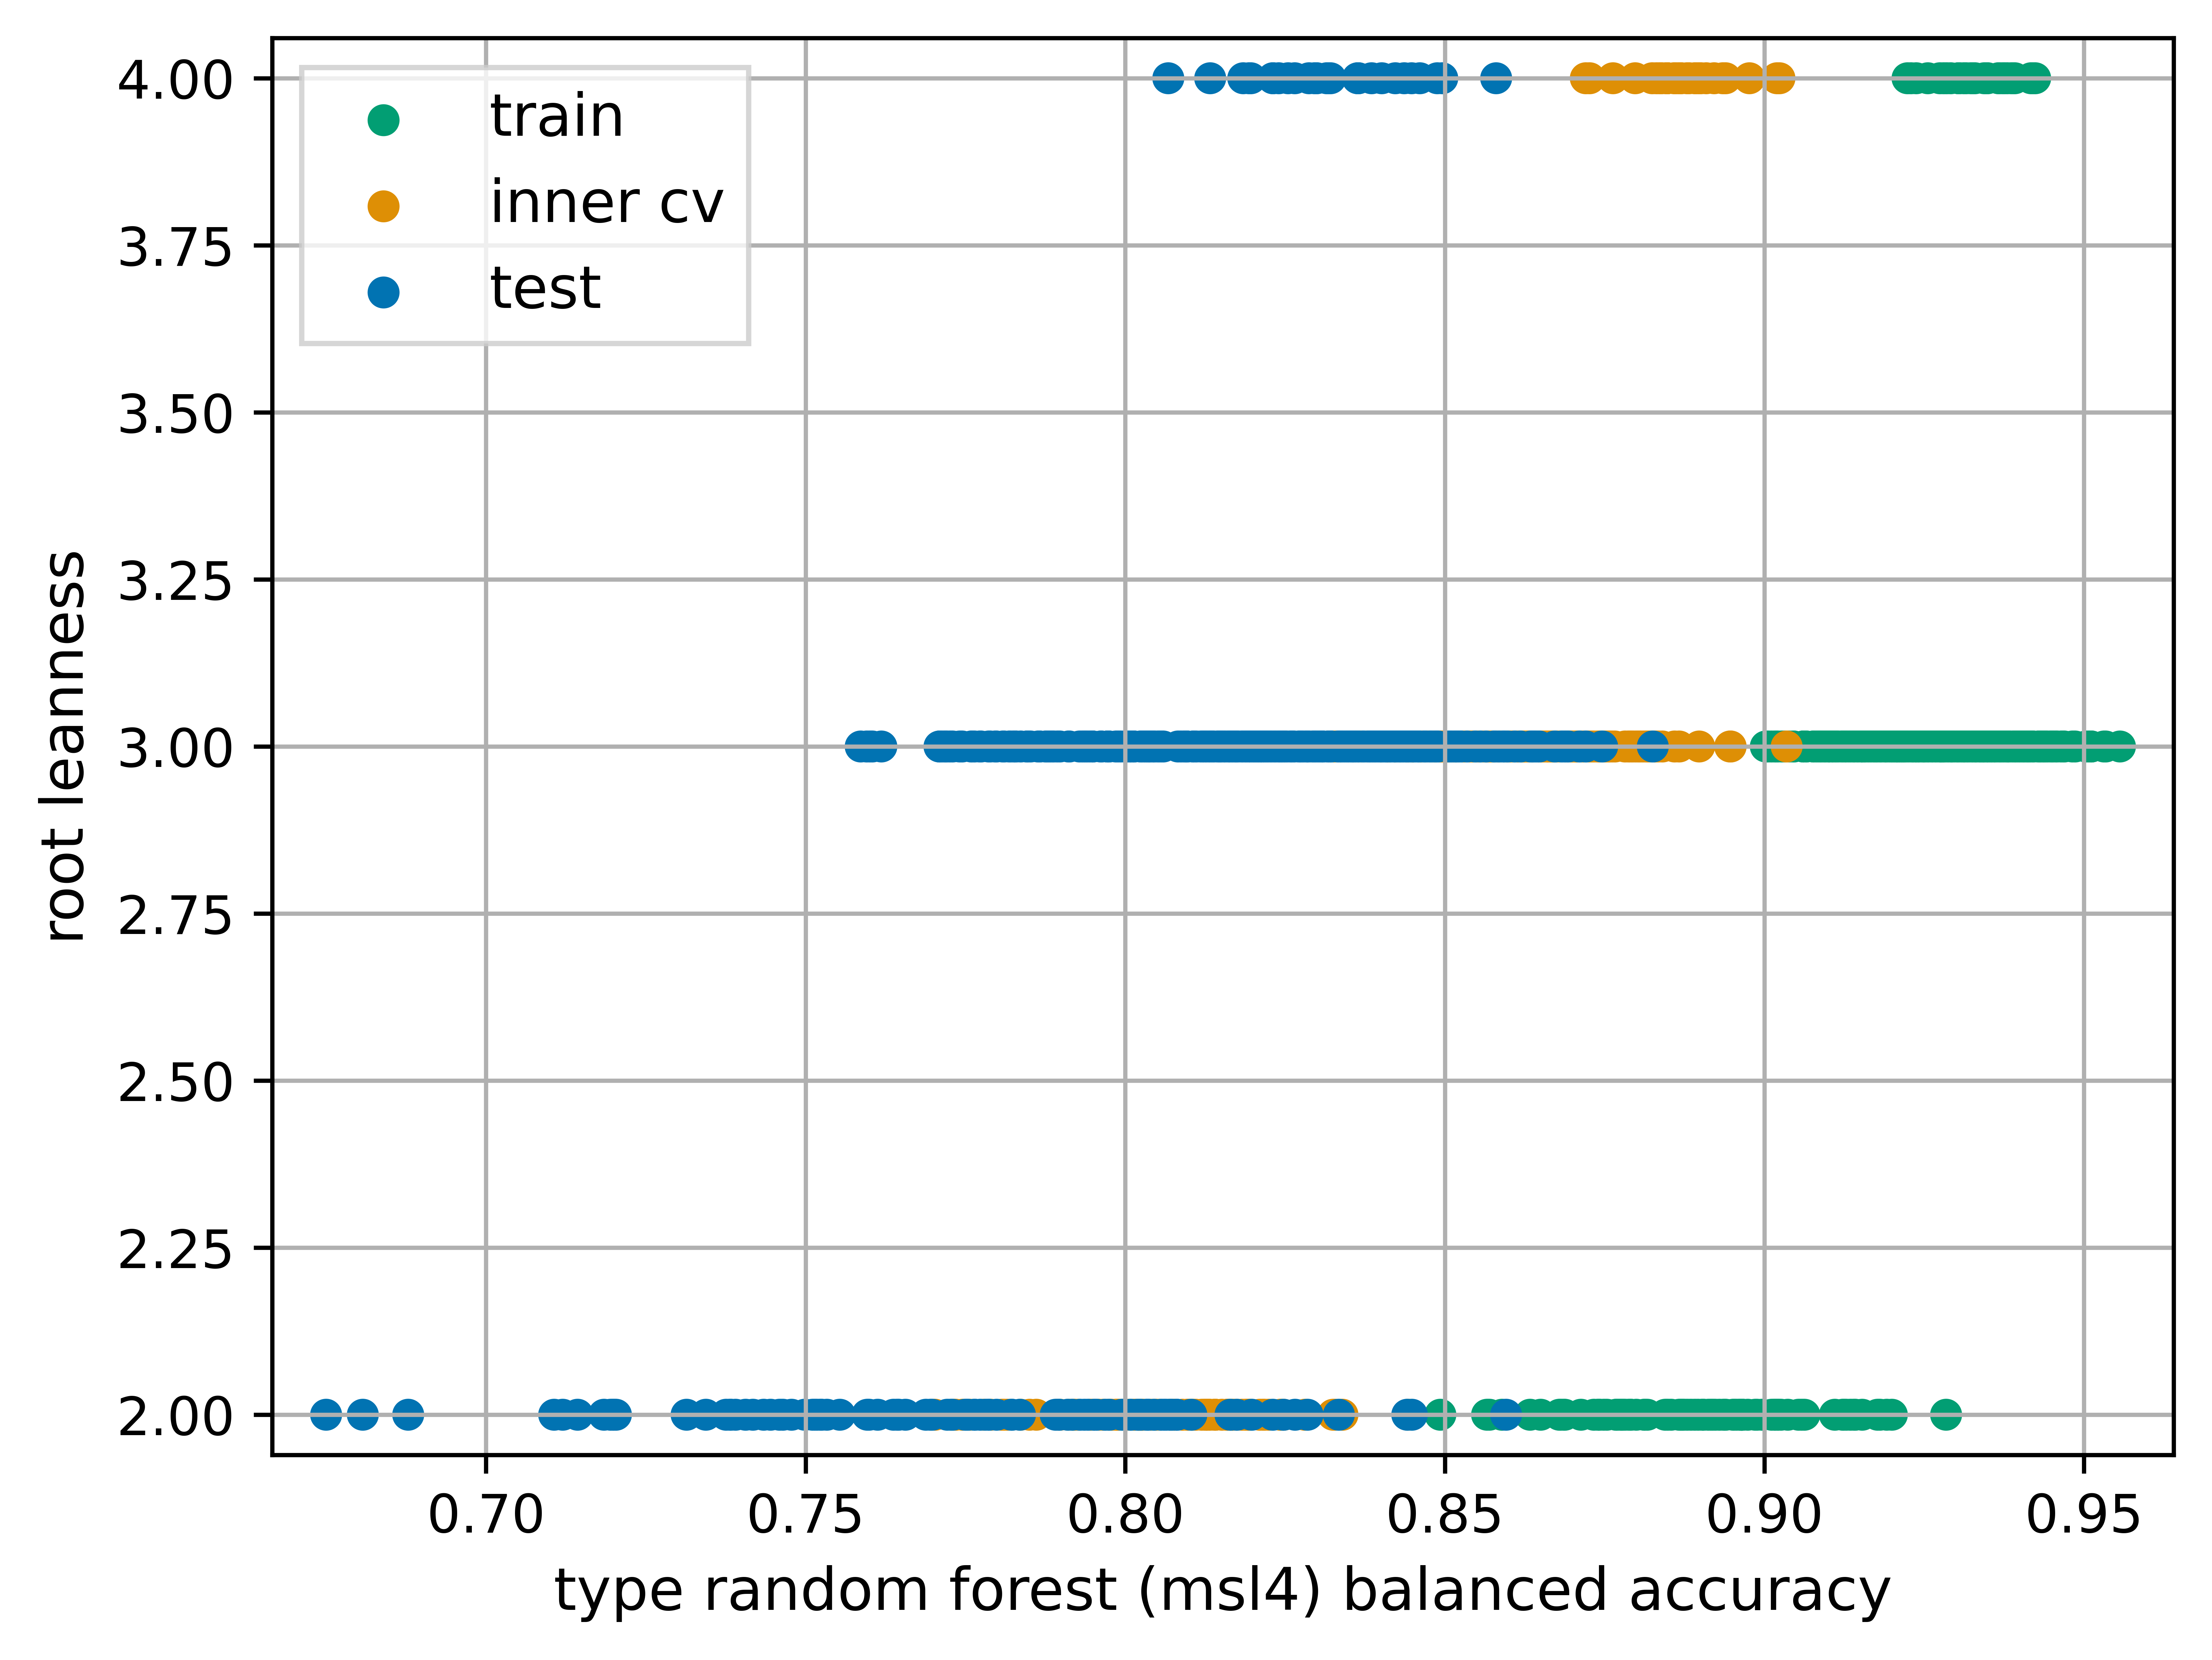 4.00
3.75
3.50
3.25
3.00
2.75
2.50
2.25
2.00
root leanness
train
inner cv
test
0.70 0.75 0.80 0.85 0.90 0.95
type random forest (msl4) balanced accuracy